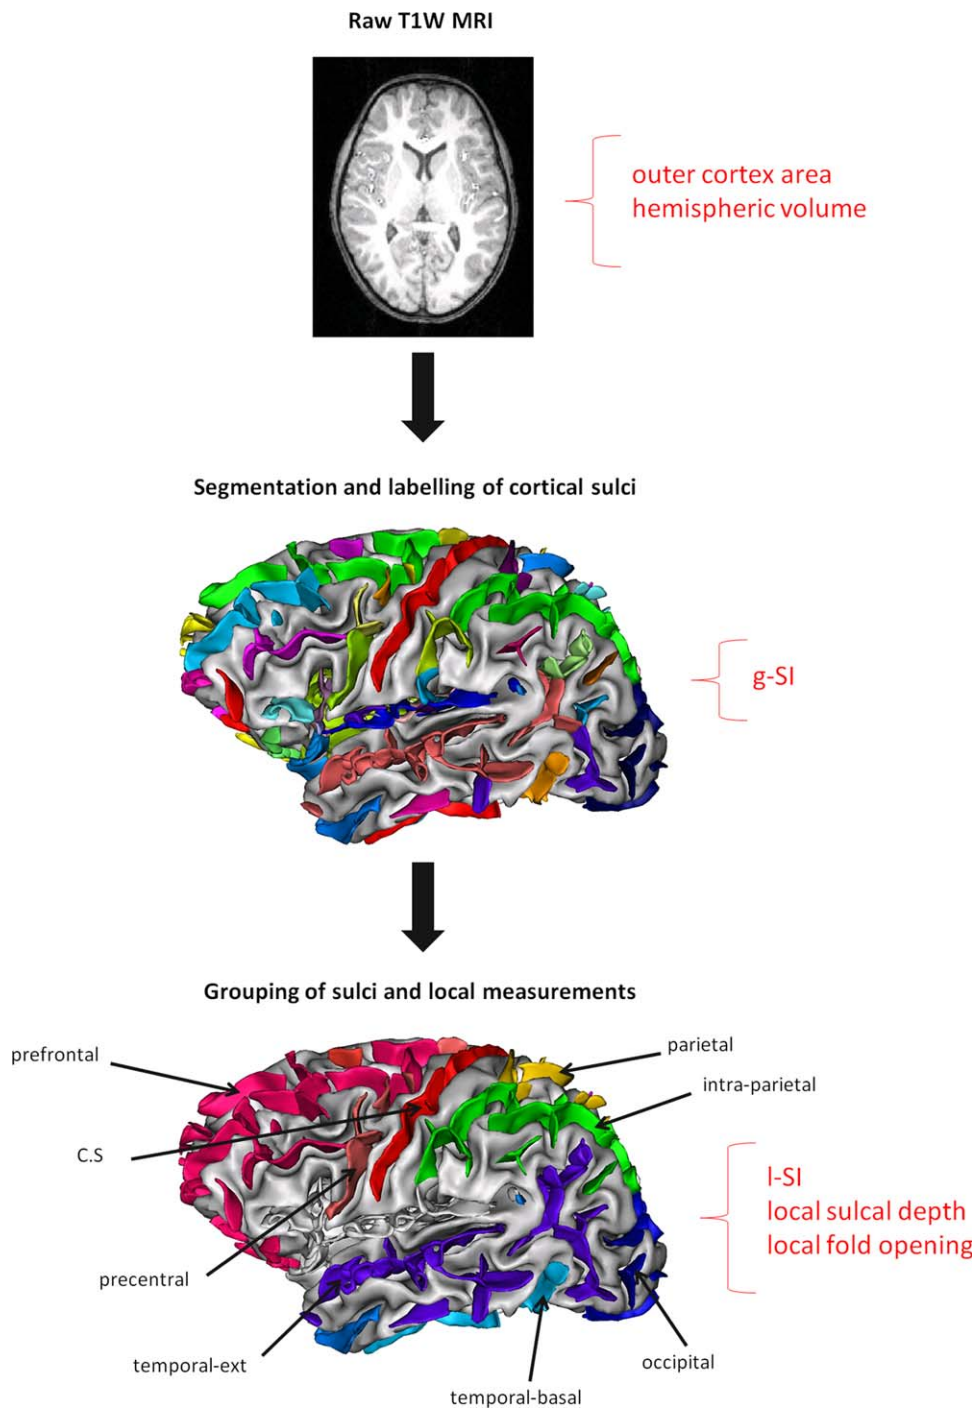 Raw T1W MRI
outer cortex area
hemispheric volume
Segmentation and labelling of cortical sulci
g-SI
Grouping of sulci and local measurements
prefrontal
parietal
intra-parietal
C.S
l-SI
local sulcal depth
local fold opening
precentral
temporal-ext
occipital
temporal-basal